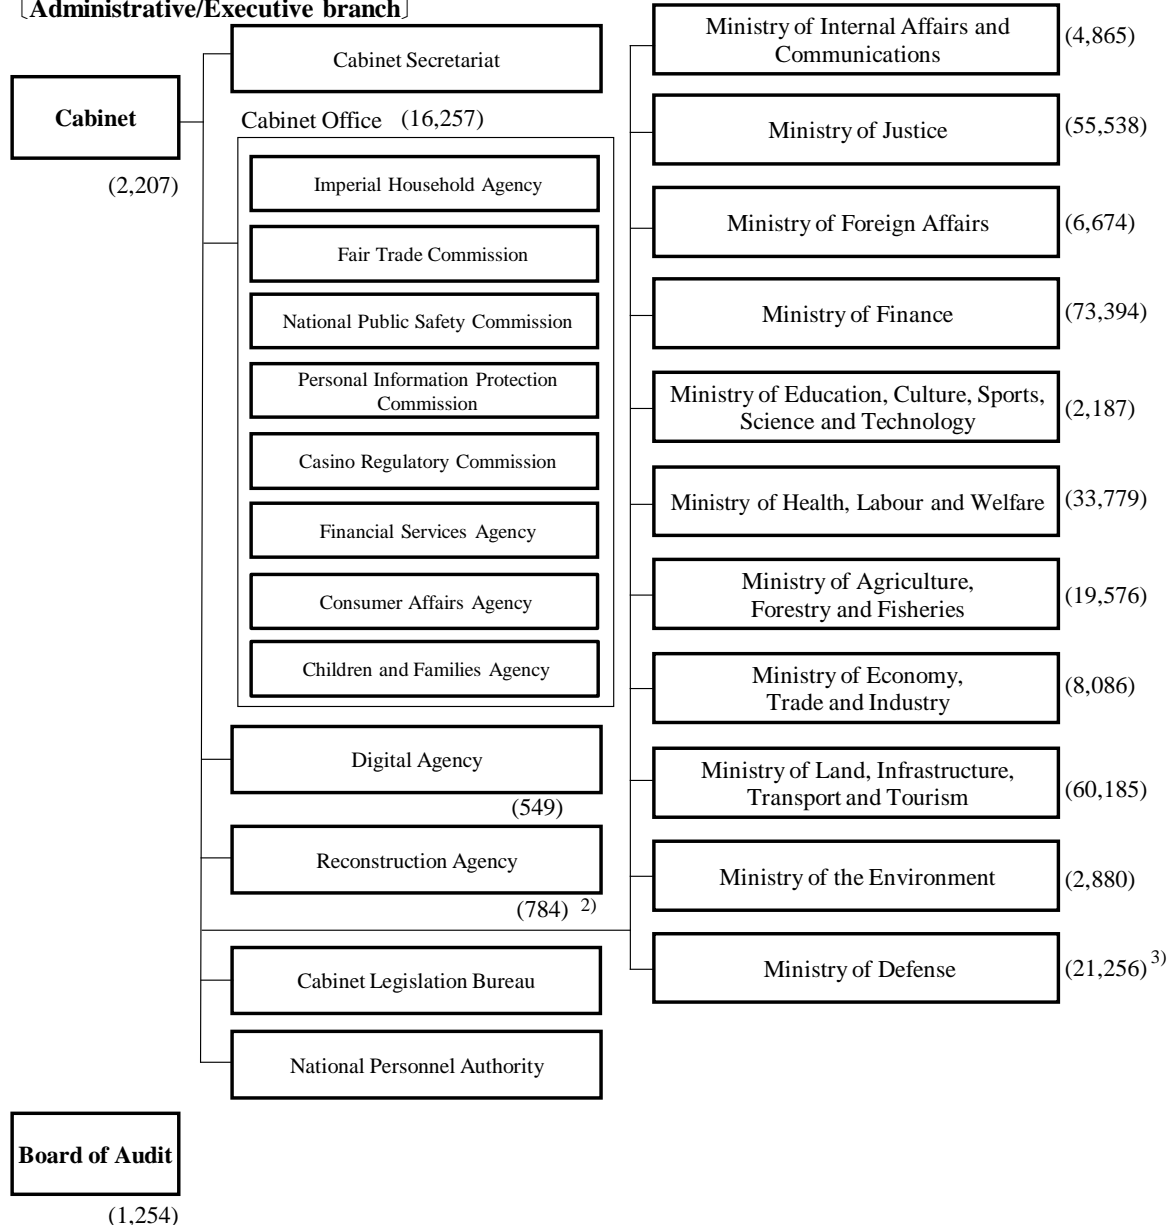 〔Administrative/Executive branch〕
Cabinet
(2,207)
Cabinet Secretariat
Cabinet Office (16,257)
Imperial Household Agency
Fair Trade Commission
National Public Safety Commission
Personal Information Protection
Commission
Casino Regulatory Commission
Financial Services Agency
Consumer Affairs Agency
Children and Families Agency
Digital Agency
(549)
Reconstruction Agency
(784) 2)
Cabinet Legislation Bureau
National Personnel Authority
Ministry of Internal Affairs and
Communications
(4,865)
Ministry of Justice
(55,538)
Ministry of Foreign Affairs
(6,674)
Ministry of Finance
(73,394)
Ministry of Education, Culture, Sports,
Science and Technology
(2,187)
Ministry of Health, Labour and Welfare
(33,779)
Ministry of Agriculture,
Forestry and Fisheries
(19,576)
Ministry of Economy,
Trade and Industry
(8,086)
Ministry of Land, Infrastructure,
Transport and Tourism
(60,185)
Ministry of the Environment
(2,880)
Ministry of Defense
(21,256) 3)
Board of Audit
(1,254)